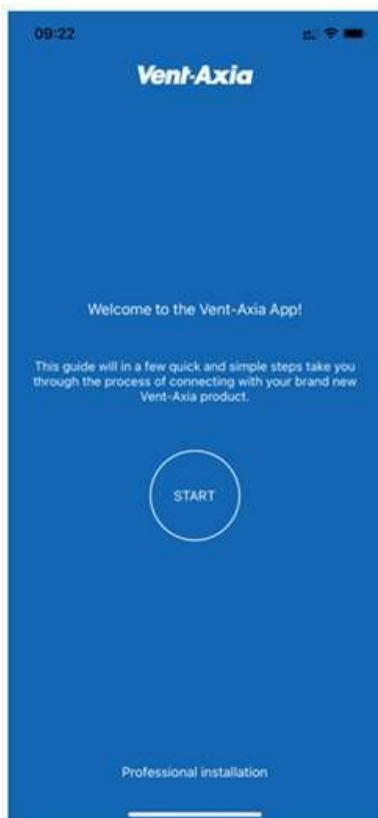 09:22
Vent-Axia
Welcome to the Vent-Axia App!
This guide will in a few quick and simple steps take you
through the process of connecting with your brand new
Vent-Axia product.
START
Professional installation